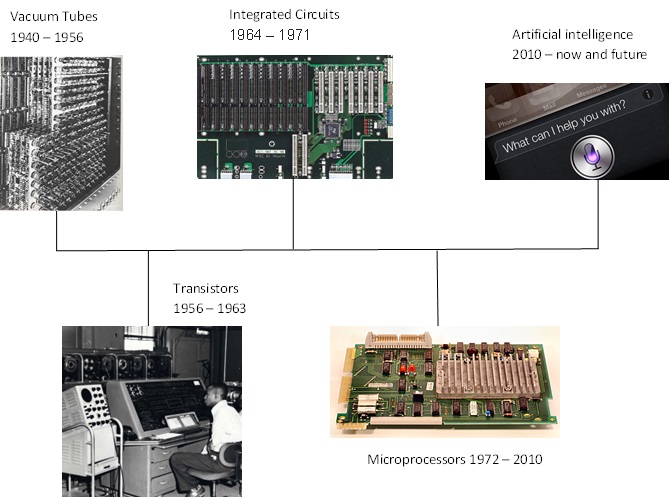 Vacuum Tubes
1940 – 1956
Integrated Circuits
1964 – 1971
Artificial intelligence
2010 – now and future
Phone
Mail
Messages
What can I help you with?
Transistors
1956 – 1963
Microprocessors 1972 – 2010